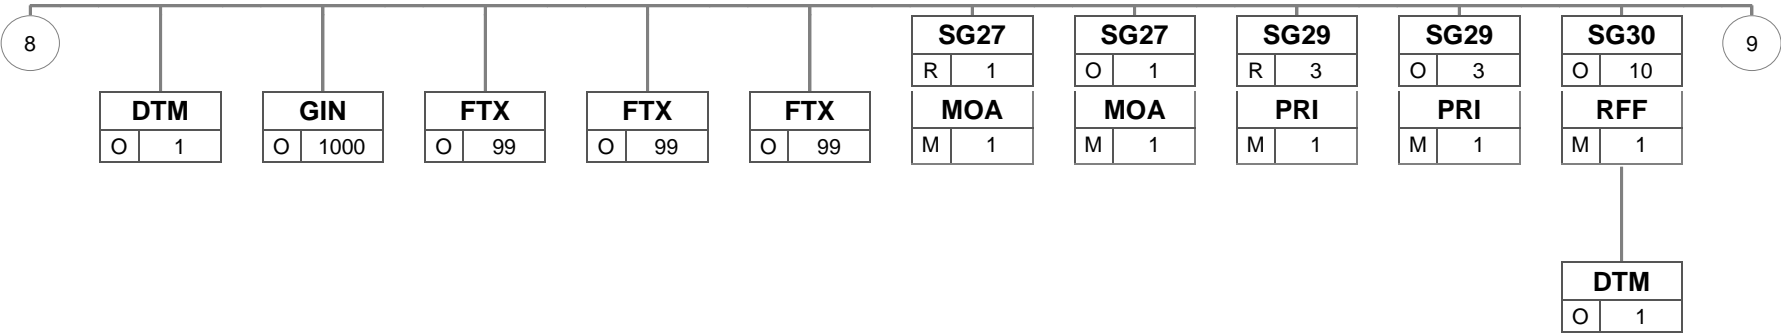 8
DTM
O 1
GIN
O 1000
FTX
O 99
FTX
O 99
FTX
O 99
SG27
R 1
MOA
M 1
SG27
O 1
MOA
M 1
SG29
R 3
PRI
M 1
SG29
O 3
PRI
M 1
SG30
O 10
RFF
M 1
DTM
O 1
9